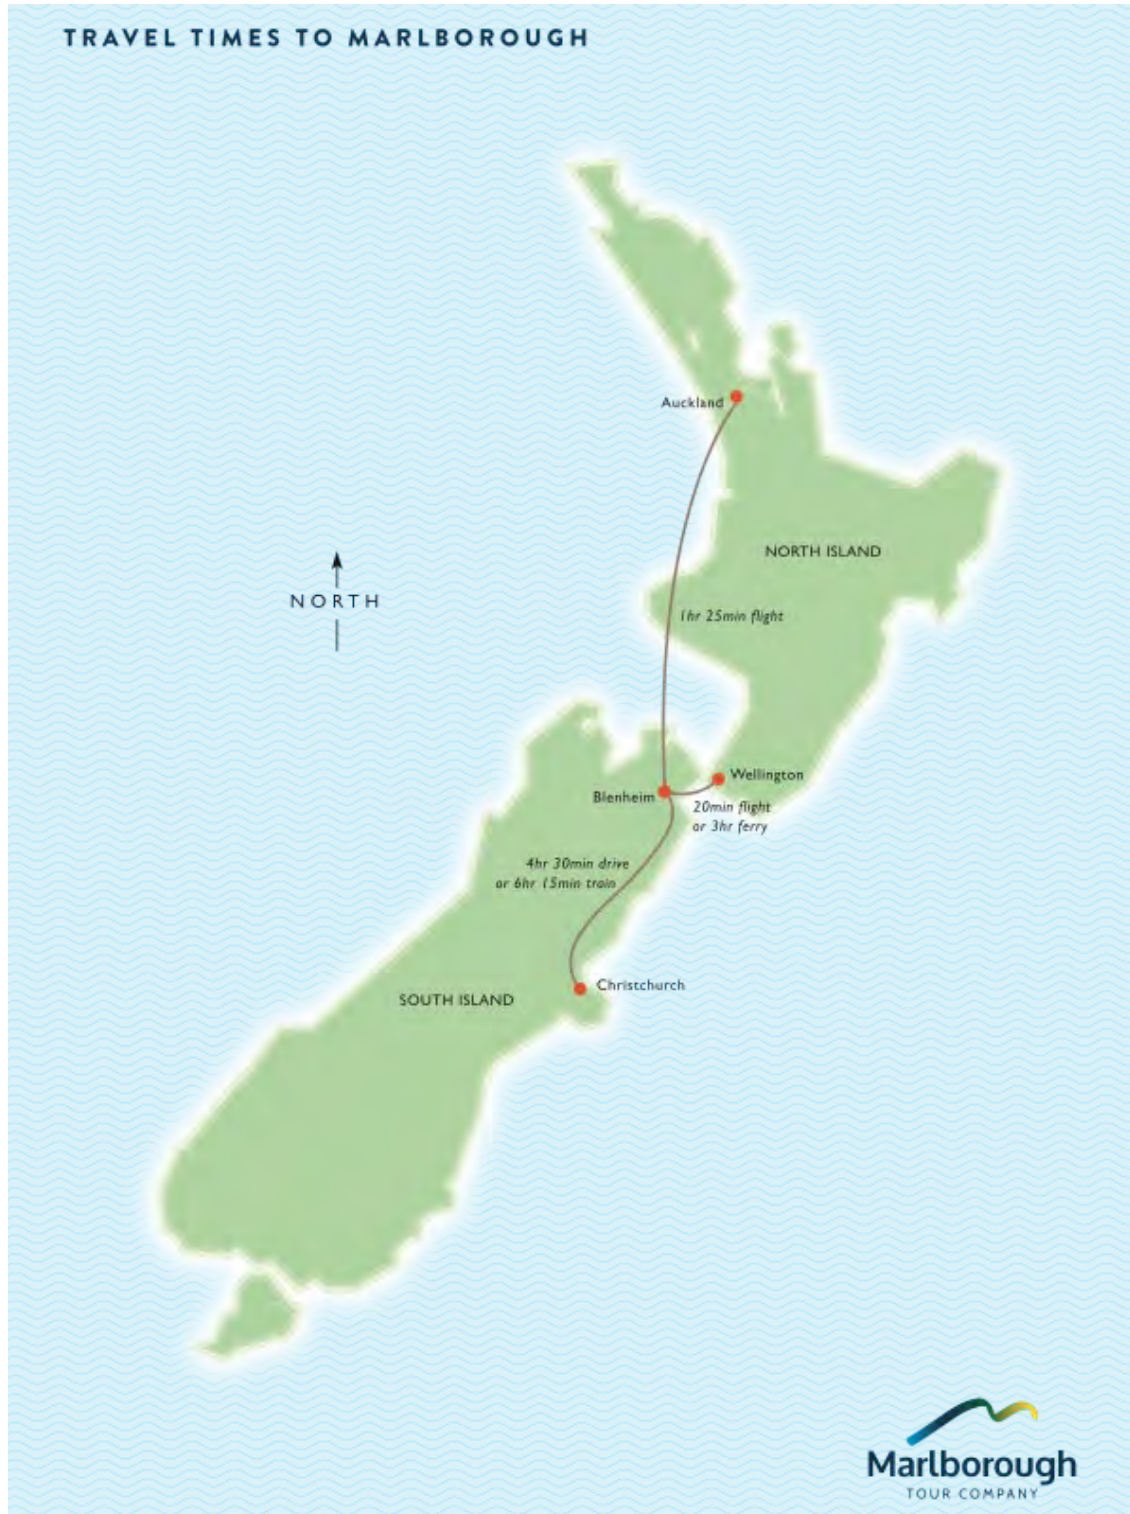 TRAVEL TIMES TO MARLBOROUGH
Auckland
NORTH ISLAND
NORTH
1hr 25min flight
Wellington
Blenheim
20min flight
or 3hr ferry
4hr 30min drive
or 6hr 15min train
Christchurch
SOUTH ISLAND
Marlborough
TOUR COMPANY